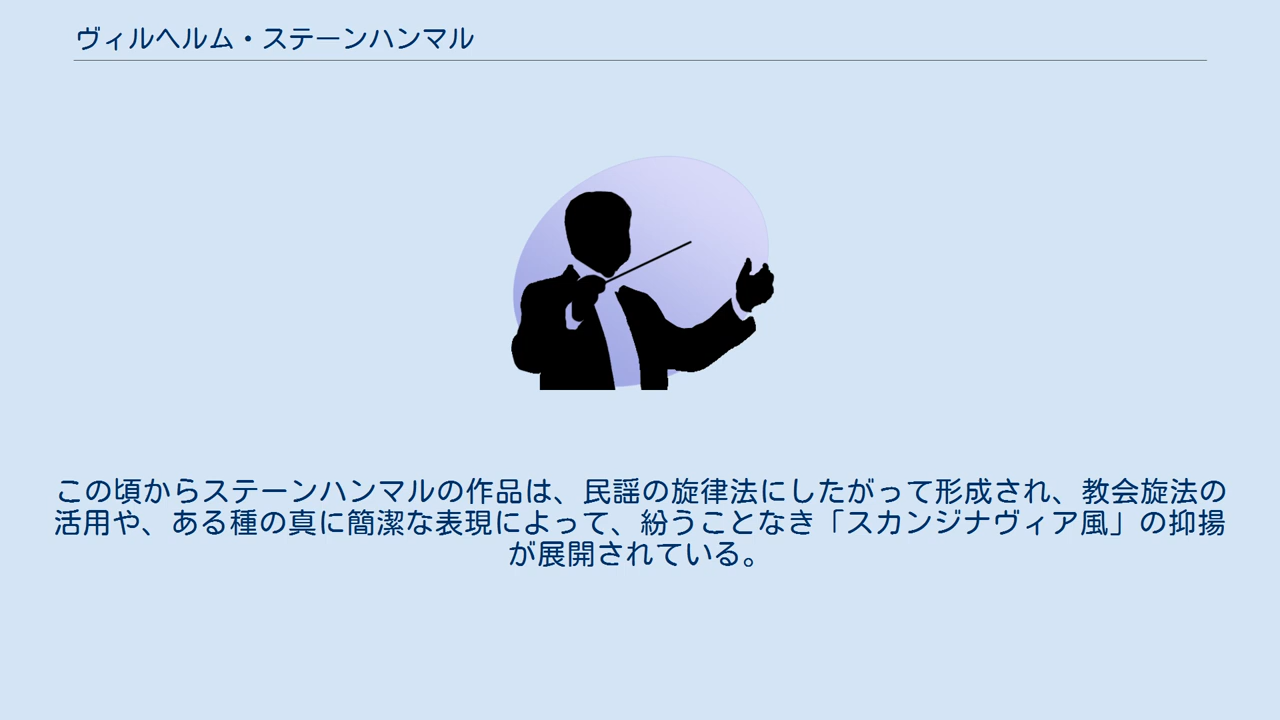 ヴィルヘルム・ステーンハンマル
この頃からステーンハンマルの作品は、民謡の旋律法にしたがって形成され、教会旋法の
活用や、ある種の真に簡潔な表現によって、紛うことなき「スカンジナヴィア風」の抑揚
が展開されている。